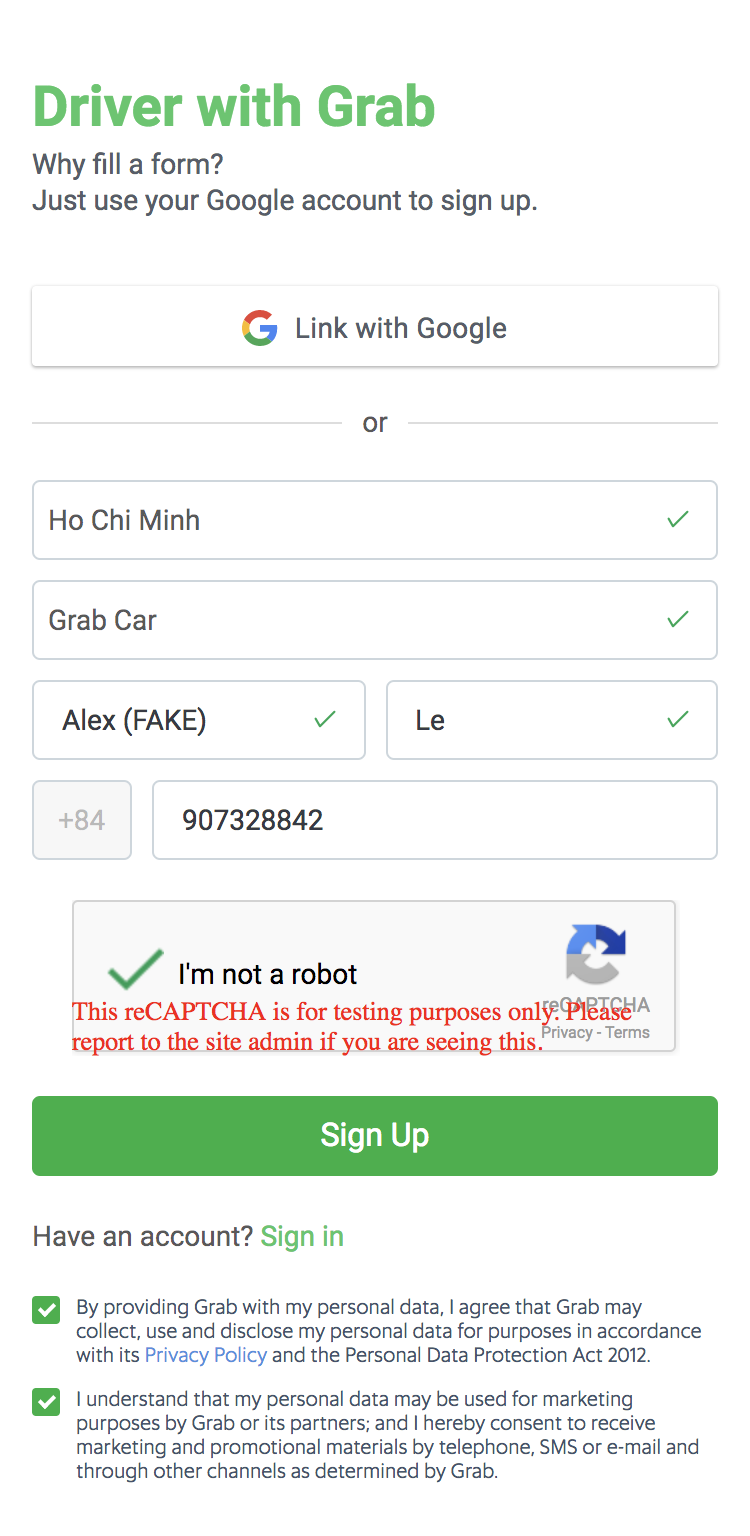 Driver with Grab
Why fill a form?
Just use your Google account to sign up.
Link with Google
or
Ho Chi Minh
Grab Car
Alex (FAKE)
Le
+84
907328842
I'm not a robot
reCAPTCHA
This reCAPTCHA is for testing purposes only. Please
report to the site admin if you are seeing this.
Privacy - Terms
Sign Up
Have an account? Sign in
By providing Grab with my personal data, I agree that Grab may
collect, use and disclose my personal data for purposes in accordance
with its Privacy Policy and the Personal Data Protection Act 2012.
I understand that my personal data may be used for marketing
purposes by Grab or its partners; and I hereby consent to receive
marketing and promotional materials by telephone, SMS or e-mail and
through other channels as determined by Grab.